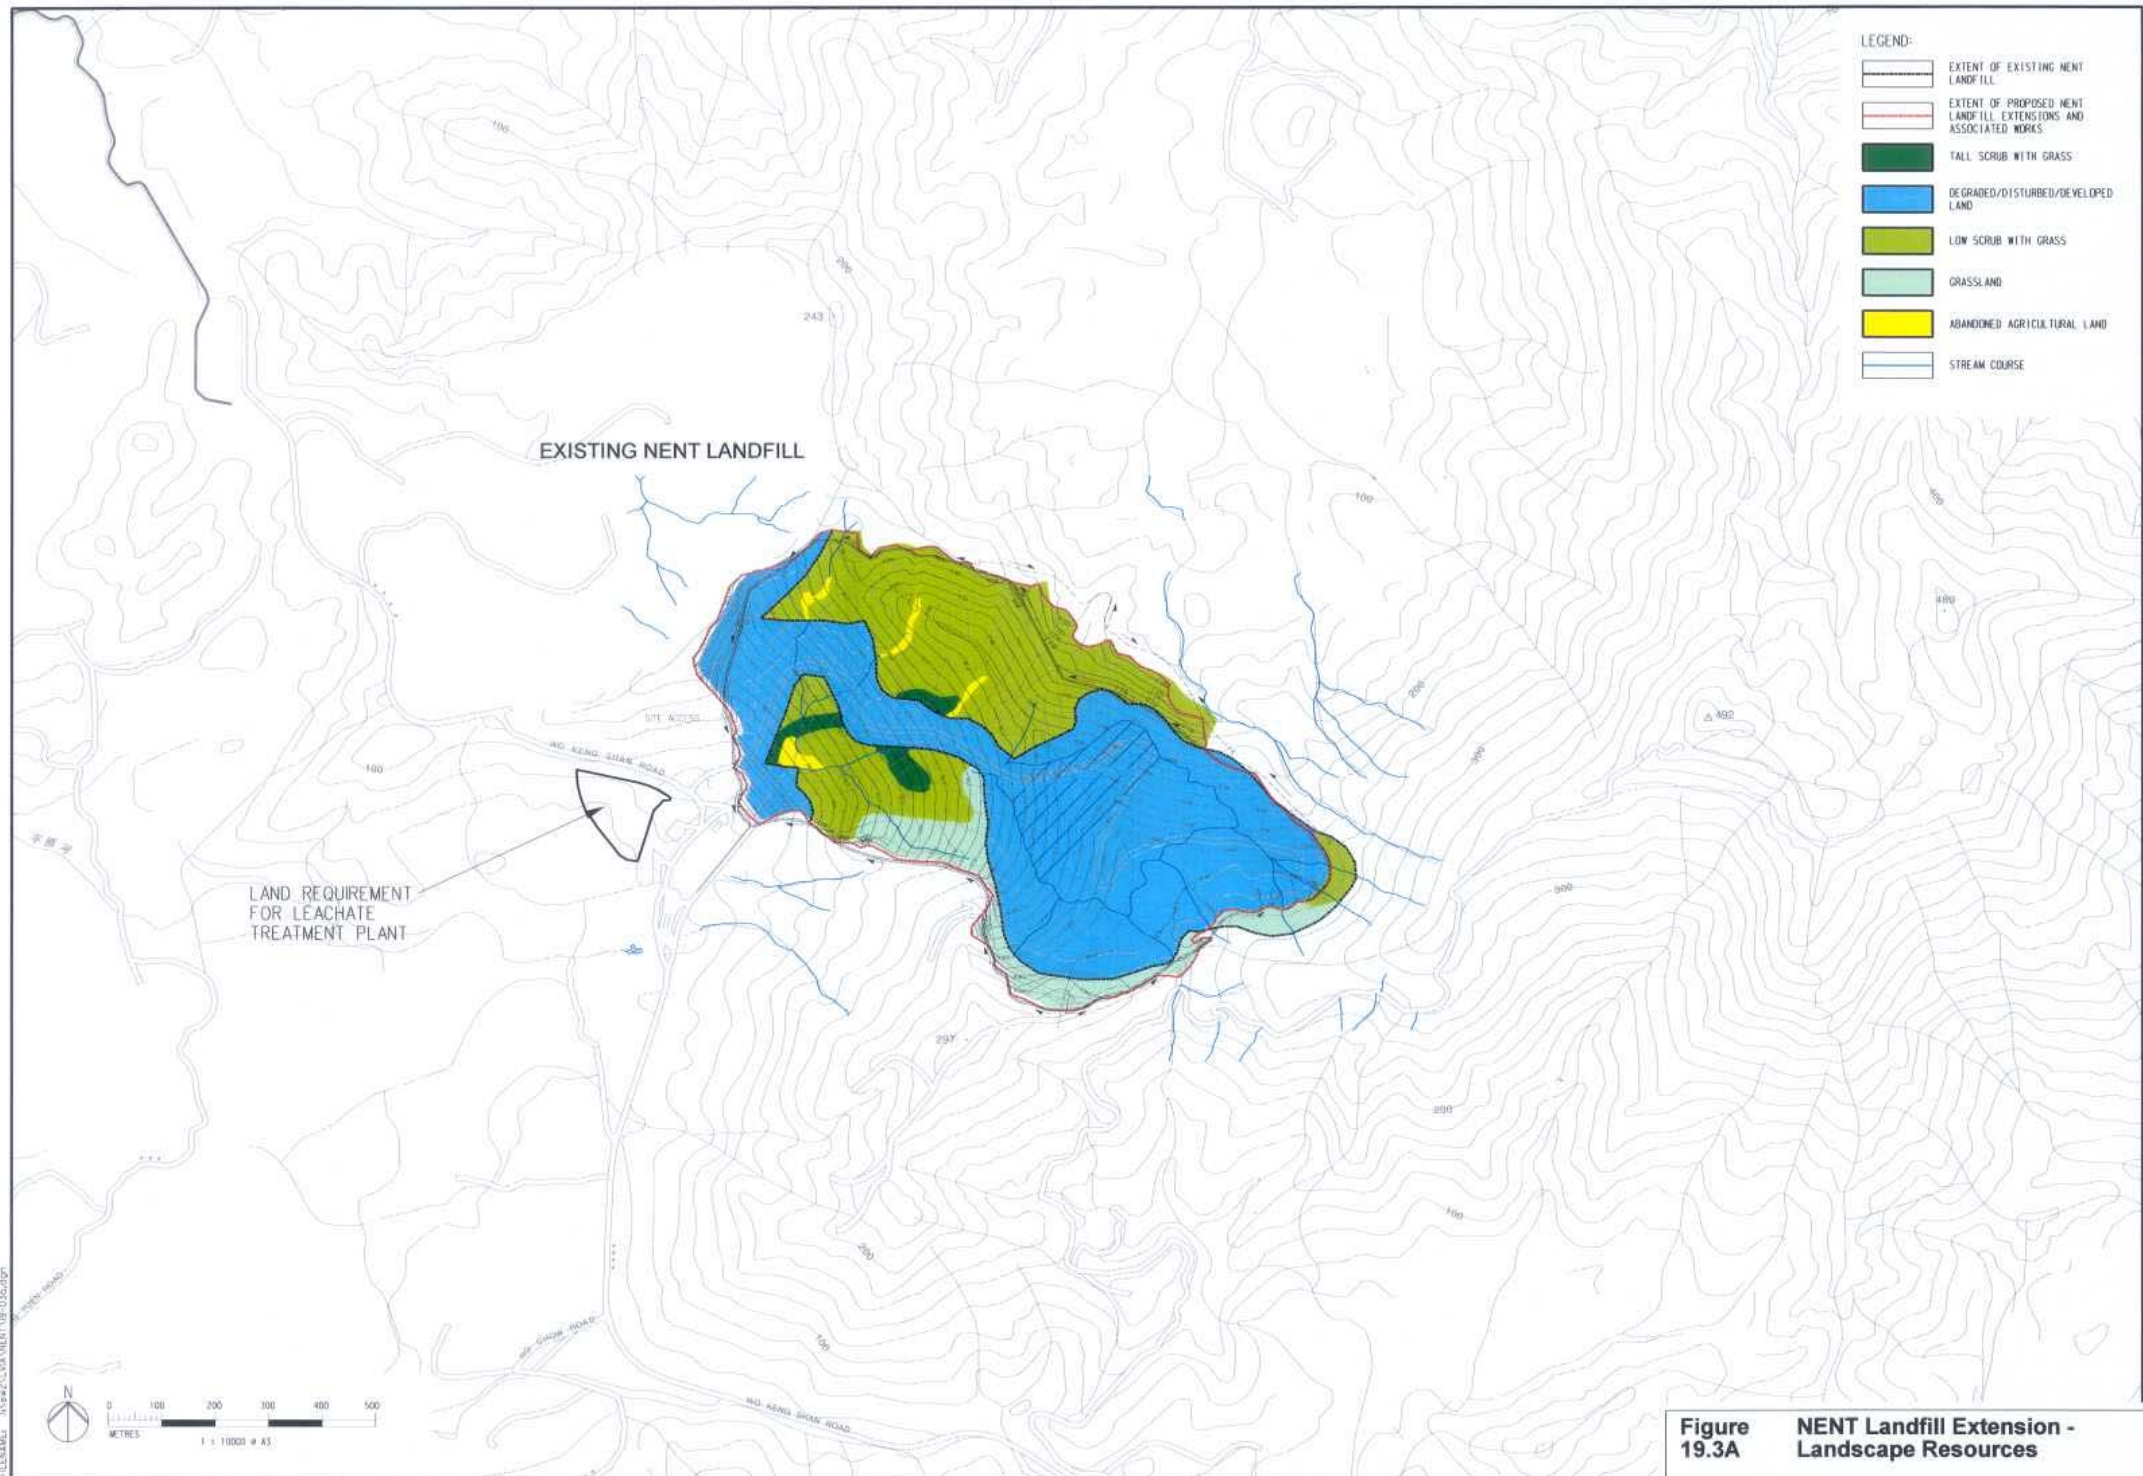 LEGEND:
EXTENT OF EXISTING NENT
LANDFILL
EXTENT OF PROPOSED NENT
LANDFILL EXTENSIONS AND
ASSOCIATED WORKS
TALL SCRUB WITH GRASS
DEGRADED/DISTURBED/DEVELOPED
LAND
LOW SCRUB WITH GRASS
GRASSLAND
ABANDONED AGRICULTURAL LAND
STREAM COURSE
100
200
243
EXISTING NENT LANDFILL
100
400
489
200
492
SITE ACCESS
WO KENG SHAN ROAD
300
100
LAND REQUIREMENT
FOR LEACHATE
TREATMENT PLANT
300
297
200
100
200
100
WO KENG SHAN ROAD
N
0 100 200 300 400 500
METRES
1 : 10000 @ A3
Figure
19.3A
NENT Landfill Extension -
Landscape Resources